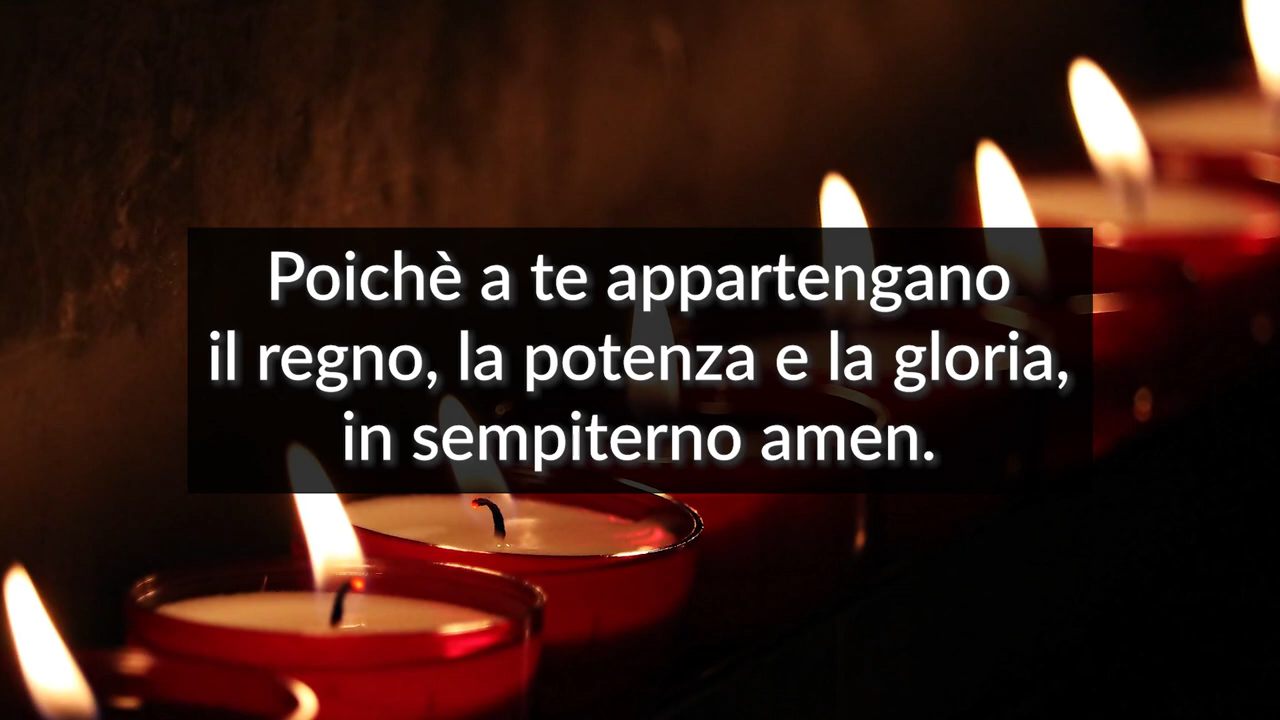 Poichè a te appartengano
il regno, la potenza e la gloria,
in sempiterno amen.